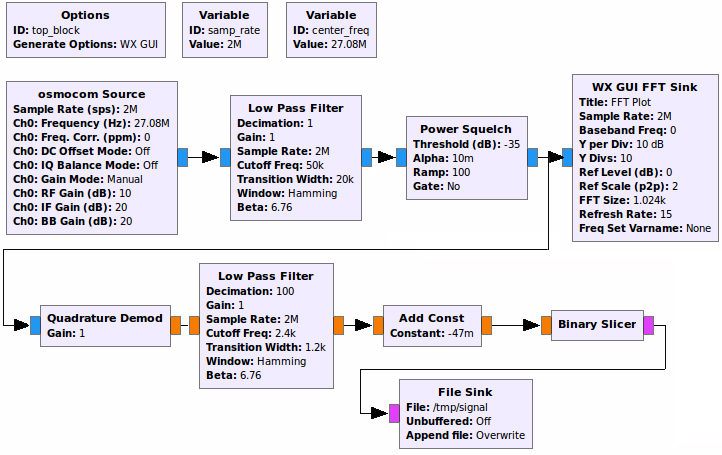 Options
ID: top_block
Generate Options: WX GUI
Variable
ID: samp_rate
Value: 2M
Variable
ID: center_freq
Value: 27.08M
osmocom Source
Sample Rate (sps): 2M
Ch0: Frequency (Hz): 27.08M
Ch0: Freq. Corr. (ppm): 0
Ch0: DC Offset Mode: Off
Ch0: IQ Balance Mode: Off
Ch0: Gain Mode: Manual
Ch0: RF Gain (dB): 10
Ch0: IF Gain (dB): 20
Ch0: BB Gain (dB): 20
Low Pass Filter
Decimation: 1
Gain: 1
Sample Rate: 2M
Cutoff Freq: 50k
Transition Width: 20k
Window: Hamming
Beta: 6.76
Power Squelch
Threshold (dB): -35
Alpha: 10m
Ramp: 100
Gate: No
WX GUI FFT Sink
Title: FFT Plot
Sample Rate: 2M
Baseband Freq: 0
Y per Div: 10 dB
Y Divs: 10
Ref Level (dB): 0
Ref Scale (p2p): 2
FFT Size: 1.024k
Refresh Rate: 15
Freq Set Varname: None
Quadrature Demod
Gain: 1
Low Pass Filter
Decimation: 100
Gain: 1
Sample Rate: 2M
Cutoff Freq: 2.4k
Transition Width: 1.2k
Window: Hamming
Beta: 6.76
Add Const
Constant: -47m
Binary Slicer
File Sink
File: /tmp/signal
Unbuffered: Off
Append file: Overwrite